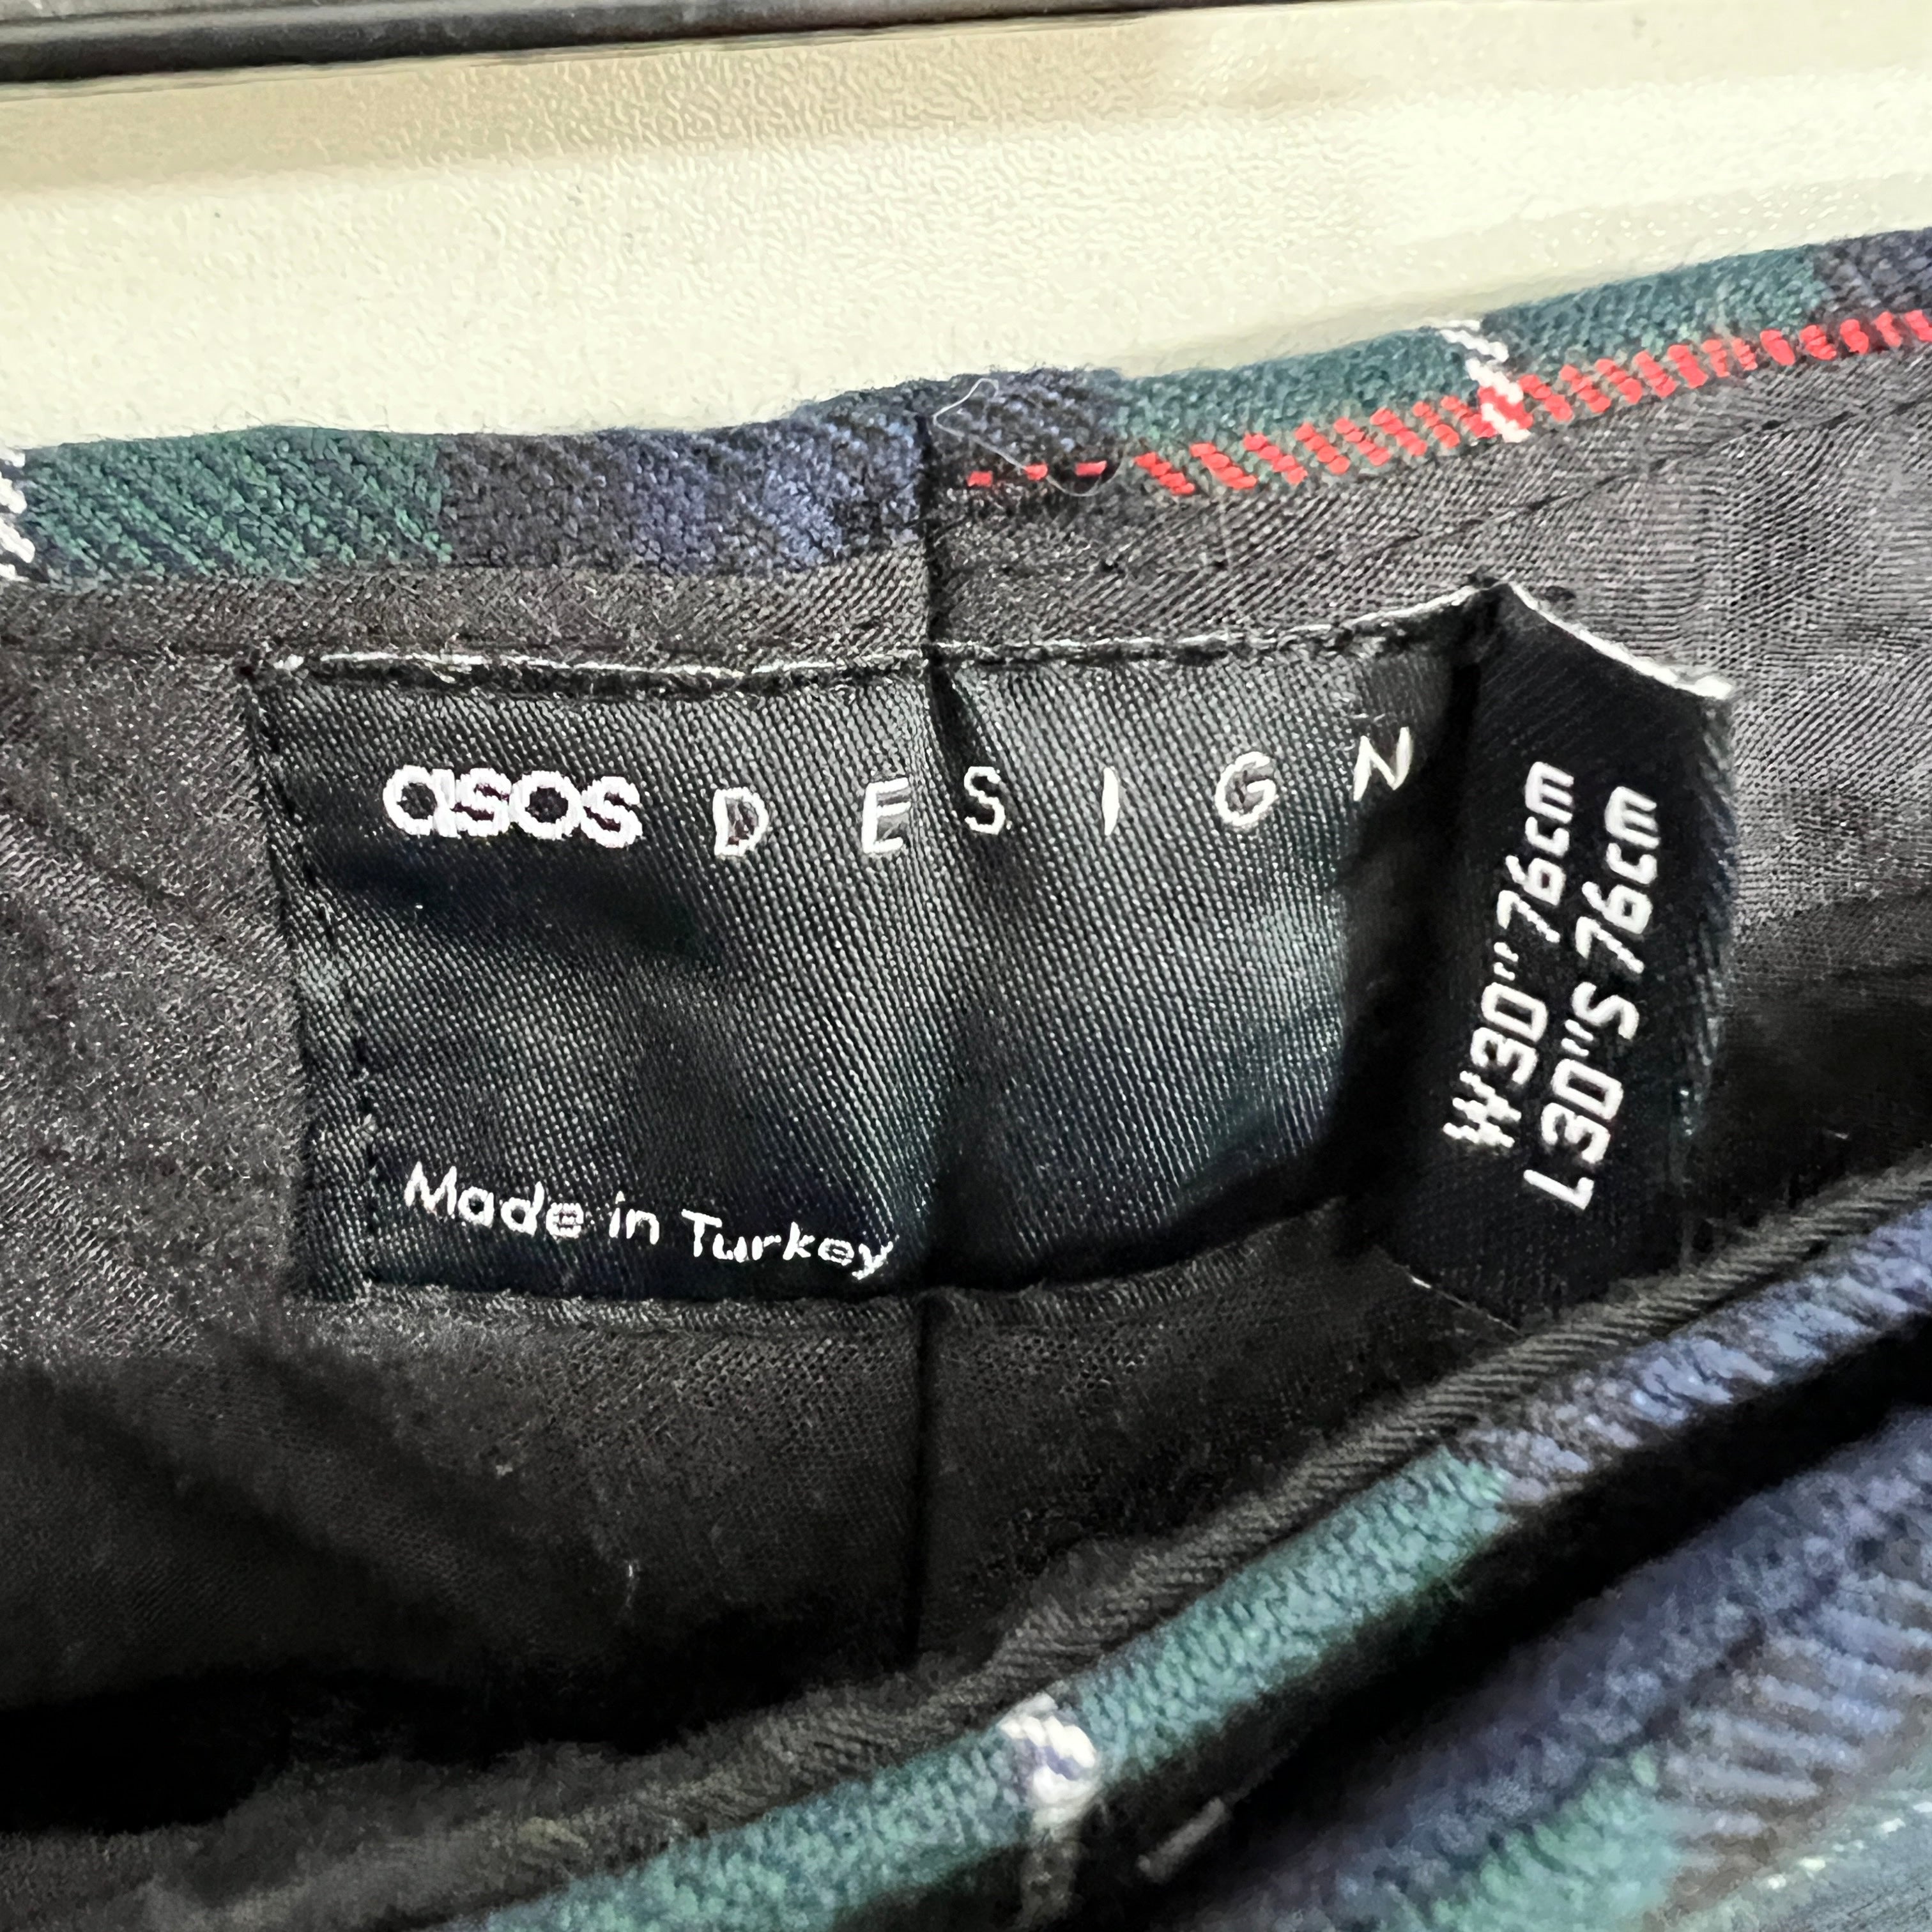 asos DESIGN
Made in Turkey
W30" 76cm
L30"S 76cm